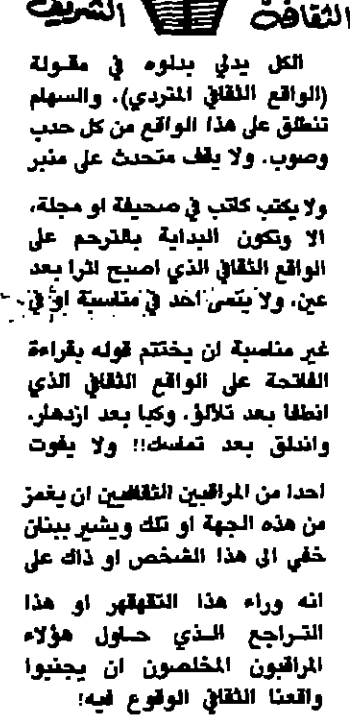 الثقافة الشريف
الكل يدلي بدلوه في مقولة
(الواقع الثقافي المتردي). والسهام
تنطلق على هذا الواقع من كل حدب
وصوب. ولا يقف متحدث على منبر
ولا يكتب كاتب في صحيفة او مجلة،
الا وتكون البداية بالترحم على
الواقع الثقافي الذي اصبح اثرا بعد
عين. ولا ينسى احد في مناسبة او في
غير مناسبة ان يختتم قوله بقراءة
الفاتحة على الواقع الثقافي الذي
انطفا بعد تلالؤ. وكبا بعد ازدهار.
واندلق بعد تماسك!! ولا يفوت
احدا من المراقبين الثقافيين ان يغمز
من هذه الجهة او تلك ويشير ببنان
خفي الى هذا الشخص او ذاك على
انه وراء هذا التقهقهر او هذا
التراجع الذي حاول هؤلاء
المراقبون المخلصون ان يجنبوا
واقعنا الثقافي الوقوع فيه!